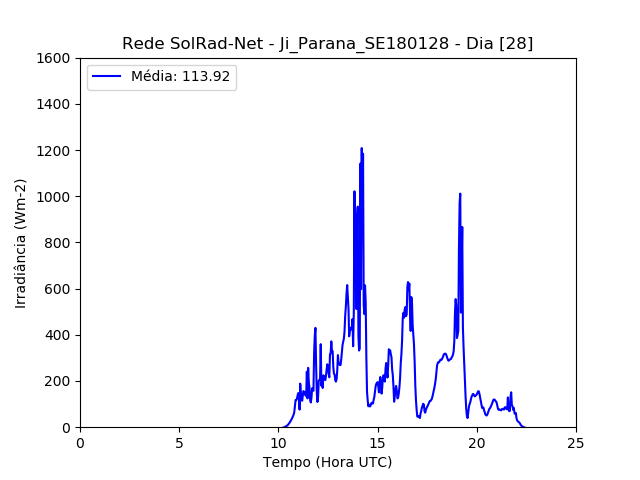 Rede SolRad-Net - Ji_Parana_SE180128 - Dia [28]
Média: 113.92
1600
1400
1200
1000
800
600
400
200
0
Irradiância (Wm-2)
0 5 10 15 20 25
Tempo (Hora UTC)